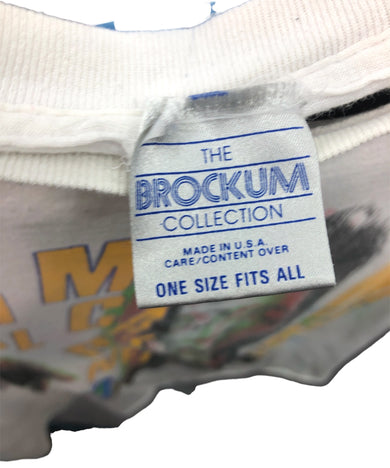 THE
BROCKUM
COLLECTION
MADE IN U.S.A.
CARE/CONTENT OVER
ONE SIZE FITS ALL